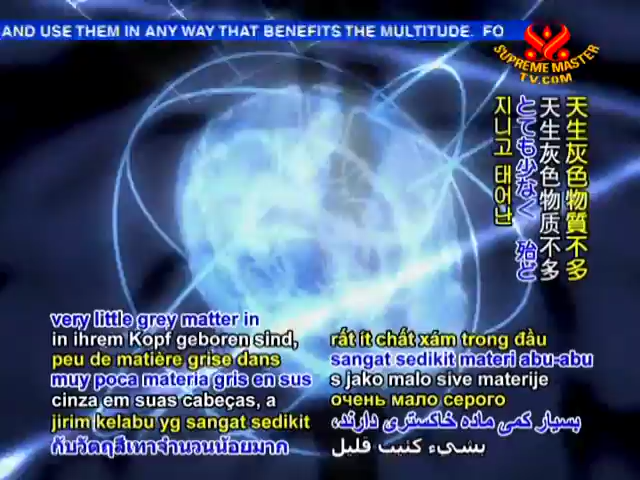 AND USE THEM IN ANY WAY THAT BENEFITS THE MULTITUDE. FO
SUPREME MASTER
TV.COM
天生灰色物質不多
天生灰色物质不多
とても少なく 殆ど
지니고 태어난
very little grey matter in
in ihrem Kopf geboren sind,
peu de matière grise dans
muy poca materia gris en sus
cinza em suas cabeças, a
jirim kelabu yg sangat sedikit
กับวัตถุสีเทาจำนวนน้อยมาก
rất ít chất xám trong đầu
sangat sedikit materi abu-abu
s jako malo sive materije
очень мало серого
بسیار کمی ماده خاکستری دارند،
بشيء كئيب قليل